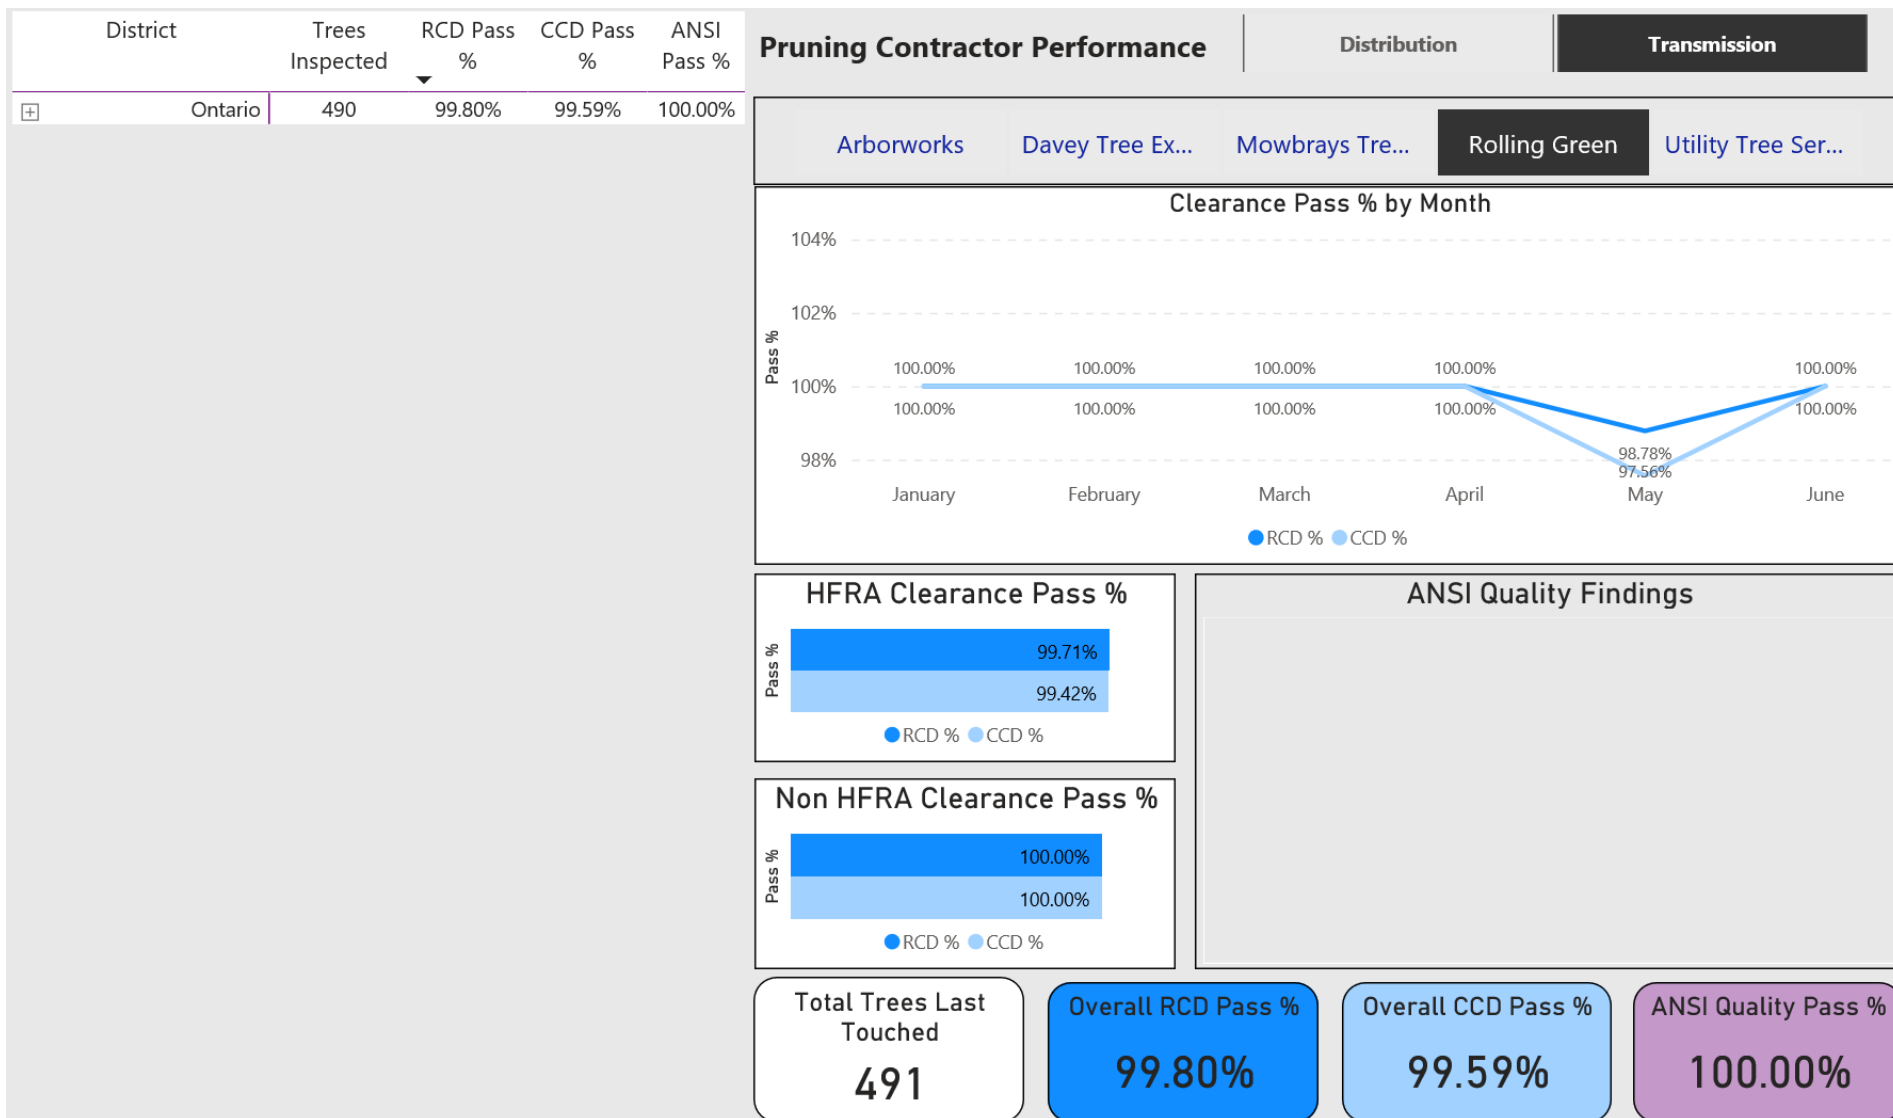 District
Trees Inspected
RCD Pass %
CCD Pass %
ANSI Pass %
Ontario 490 99.80% 99.59% 100.00%
Pruning Contractor Performance
Distribution
Transmission
Arborworks
Davey Tree Ex...
Mowbrays Tre...
Rolling Green
Utility Tree Ser...
Clearance Pass % by Month
Pass %
104%
102%
100%
98%
100.00% 100.00% 100.00% 100.00% 100.00%
100.00% 100.00% 100.00% 100.00% 100.00%
98.78%
97.56%
January February March April May June
RCD % CCD %
HFRA Clearance Pass %
Pass %
99.71%
99.42%
RCD % CCD %
ANSI Quality Findings
Non HFRA Clearance Pass %
Pass %
100.00%
100.00%
RCD % CCD %
Total Trees Last
Touched
491
Overall RCD Pass %
99.80%
Overall CCD Pass %
99.59%
ANSI Quality Pass %
100.00%